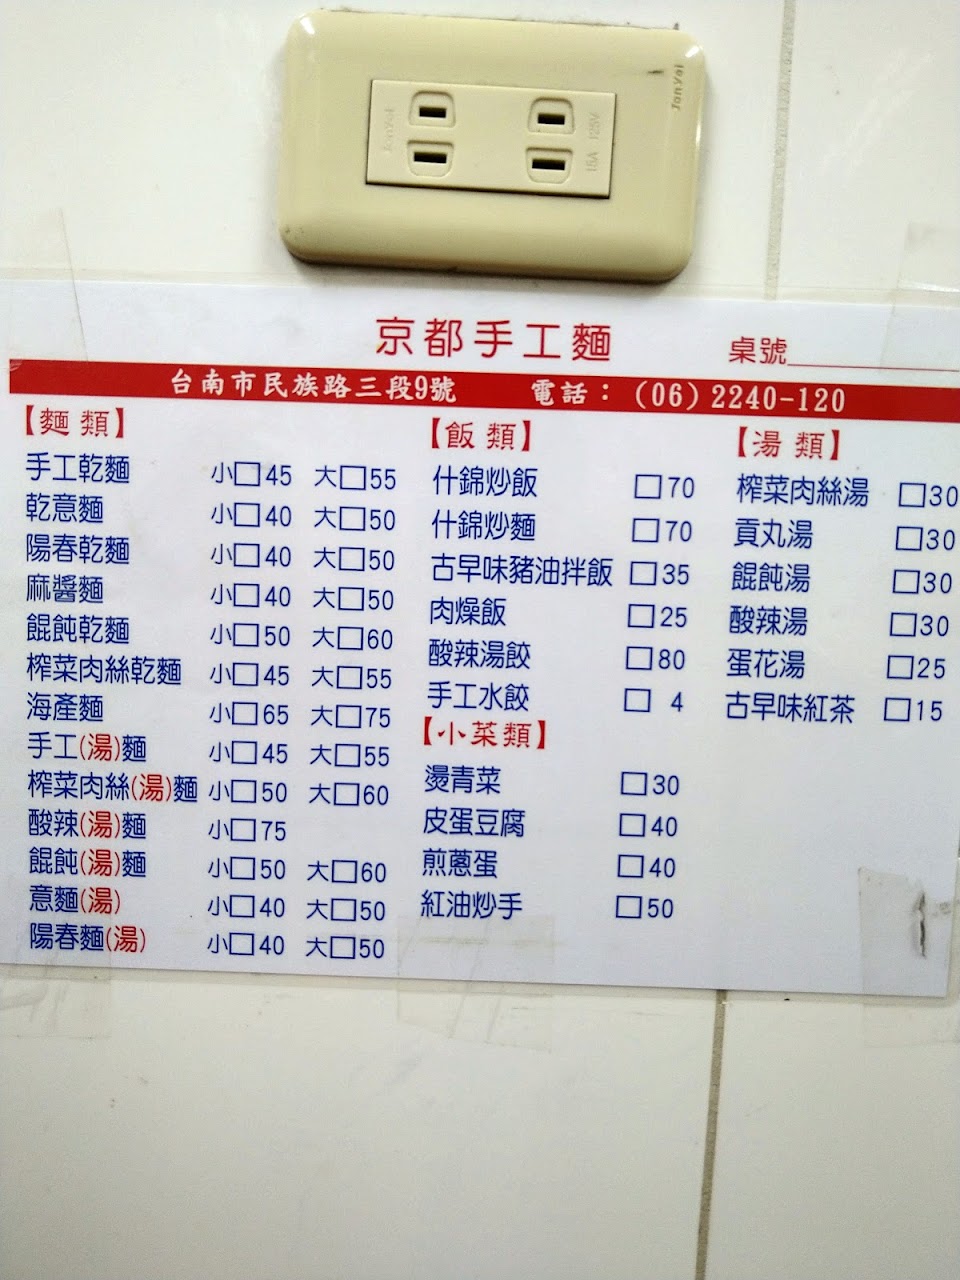 JonYei
JonYei
15A 125V
京都手工麵 桌號
台南市民族路三段9號 電話：(06)2240-120
【麵 類】
手工乾麵 小□45 大□55
乾意麵 小□40 大□50
陽春乾麵 小□40 大□50
麻醬麵 小□40 大□50
餛飩乾麵 小□50 大□60
榨菜肉絲乾麵 小□45 大□55
海產麵 小□65 大□75
手工(湯)麵 小□45 大□55
榨菜肉絲(湯)麵 小□50 大□60
酸辣(湯)麵 小□75
餛飩(湯)麵 小□50 大□60
意麵(湯) 小□40 大□50
陽春麵(湯) 小□40 大□50
【飯 類】
什錦炒飯 □70
什錦炒麵 □70
古早味豬油拌飯 □35
肉燥飯 □25
酸辣湯餃 □80
手工水餃 □ 4
【小菜類】
燙青菜 □30
皮蛋豆腐 □40
煎蔥蛋 □40
紅油炒手 □50
【湯 類】
榨菜肉絲湯 □30
貢丸湯 □30
餛飩湯 □30
酸辣湯 □30
蛋花湯 □25
古早味紅茶 □15